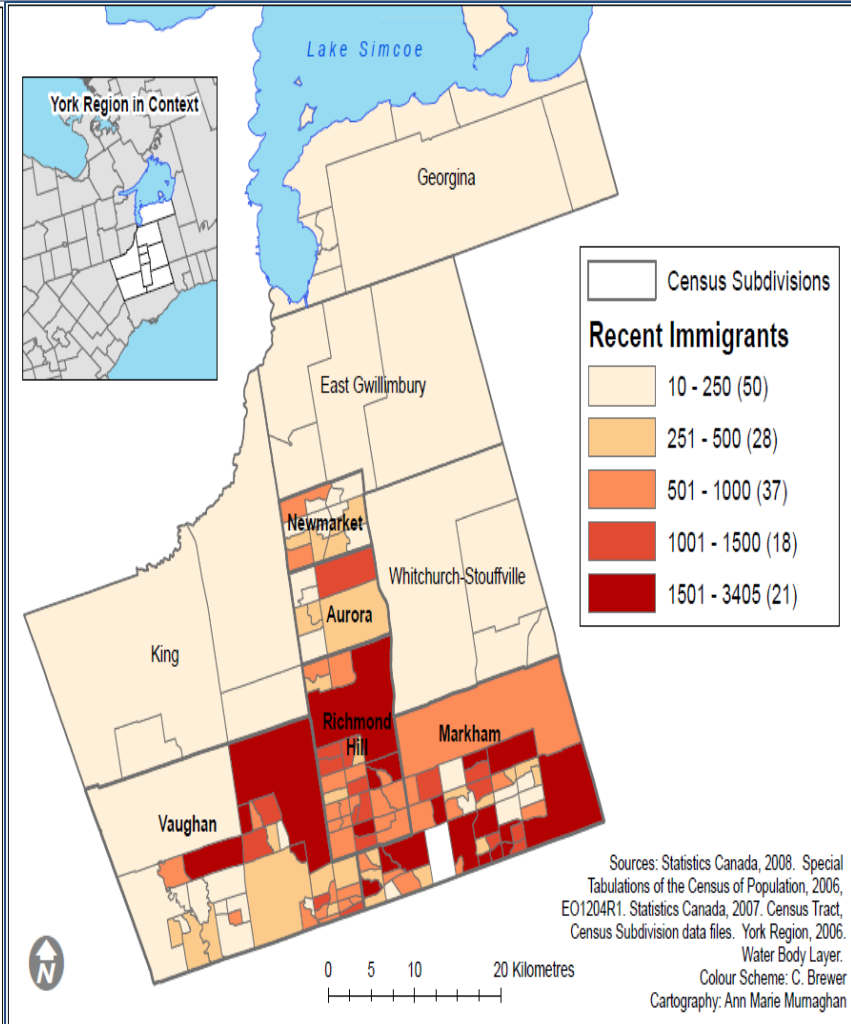 Lake Simcoe
York Region in Context
Georgina
Census Subdivisions
Recent Immigrants
10 - 250 (50)
251 - 500 (28)
501 - 1000 (37)
1001 - 1500 (18)
1501 - 3405 (21)
East Gwillimbury
Newmarket
Whitchurch-Stouffville
Aurora
King
Richmond
Hill
Markham
Vaughan
Sources: Statistics Canada, 2008. Special
Tabulations of the Census of Population, 2006,
EO1204R1. Statistics Canada, 2007. Census Tract,
Census Subdivision data files. York Region, 2006.
Water Body Layer.
Colour Scheme: C. Brewer
Cartography: Ann Marie Murnaghan
N
0 5 10 20 Kilometres